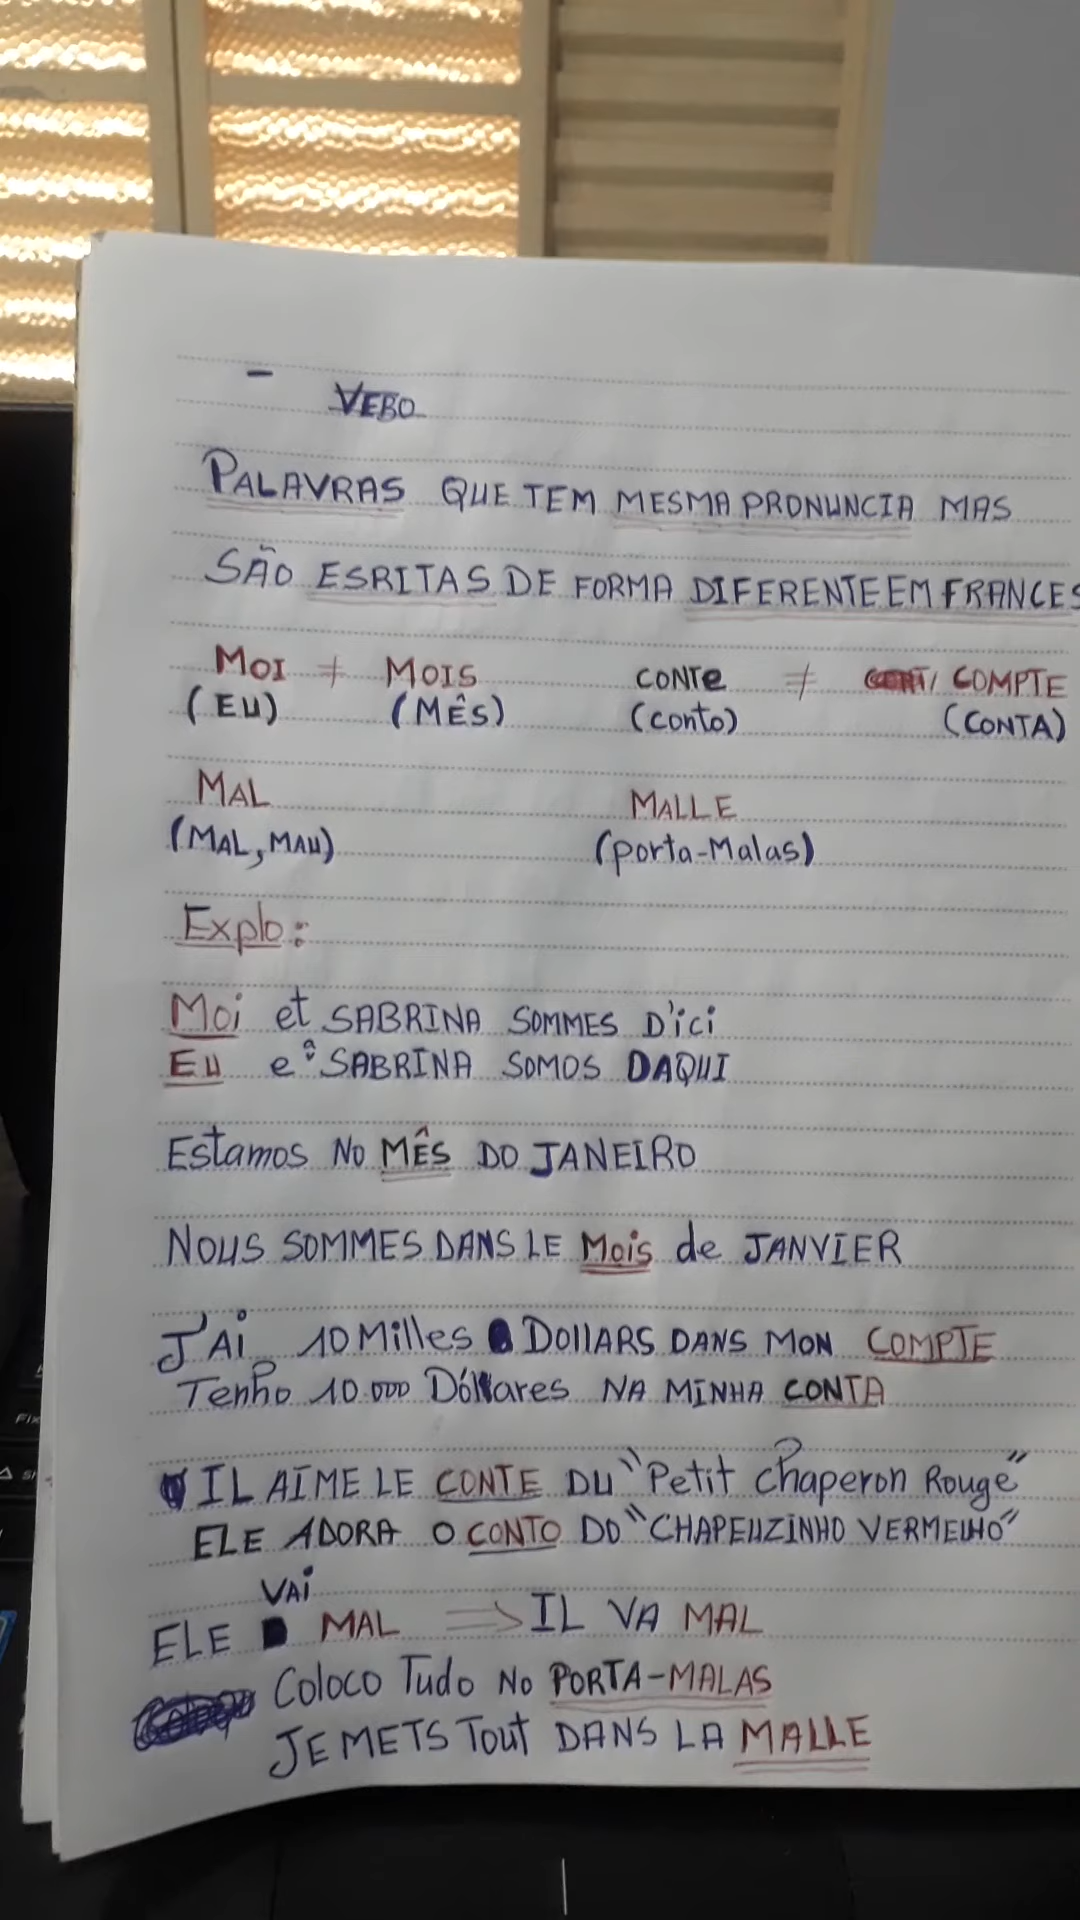 -
VEBO
PALAVRAS QUE TEM MESMA PRONUNCIA MAS
SÃO ESRITAS DE FORMA DIFERENTE EM FRANCES
MOI ≠ MOIS CONTE ≠ COMPTE
(EU) (MÊS) (conto) (CONTA)
MAL MALLE
(MAL, MAU) (porta-Malas)
Explo:
Moi et SABRINA SOMMES D'ici
EU e SABRINA SOMOS DAQUI
Estamos NO MÊS DO JANEIRO
NOUS SOMMES DANS LE Mois de JANVIER
J'Ai 10 Milles DOllARS DANS MON COMPTE
Tenho 10.000 Dóllares NA MINHA CONTA
IL AIME LE CONTE DU "Petit Chaperon Rouge"
ELE ADORA O CONTO DO "CHAPEUZINHO VERMELHO"
VAi
ELE MAL ⇒ IL VA MAL
Coloco Tudo No PORTA-MALAS
JE METS Tout DANS LA MALLE